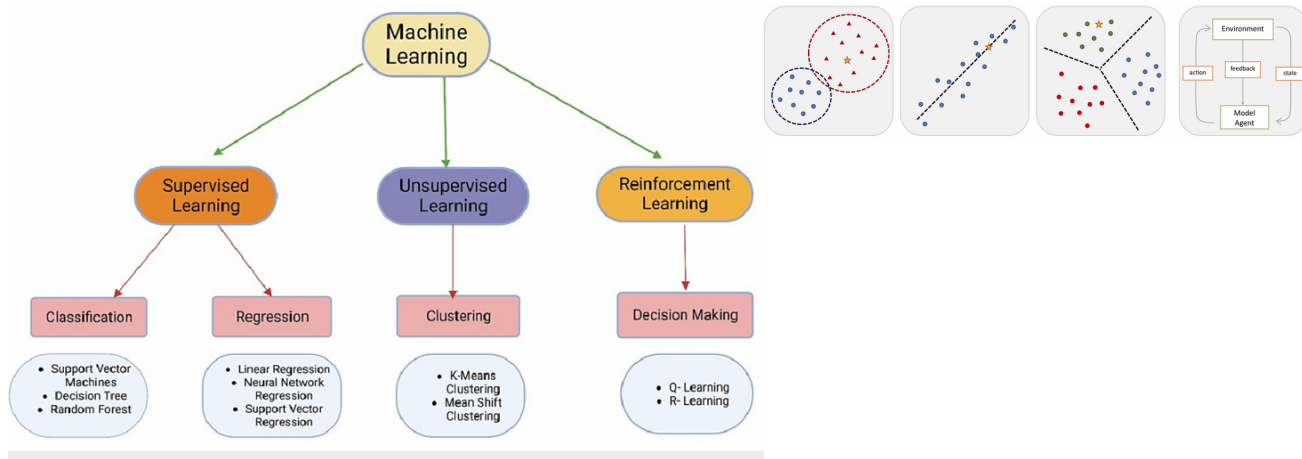 Machine
Learning
Supervised
Learning
Unsupervised
Learning
Reinforcement
Learning
Classification
Regression
Clustering
Decision Making
• Support Vector
Machines
• Decision Tree
• Random Forest
• Linear Regression
• Neural Network
Regression
• Support Vector
Regression
• K-Means
Clustering
• Mean Shift
Clustering
• Q- Learning
• R- Learning
Environment
action
feedback
state
Model
Agent